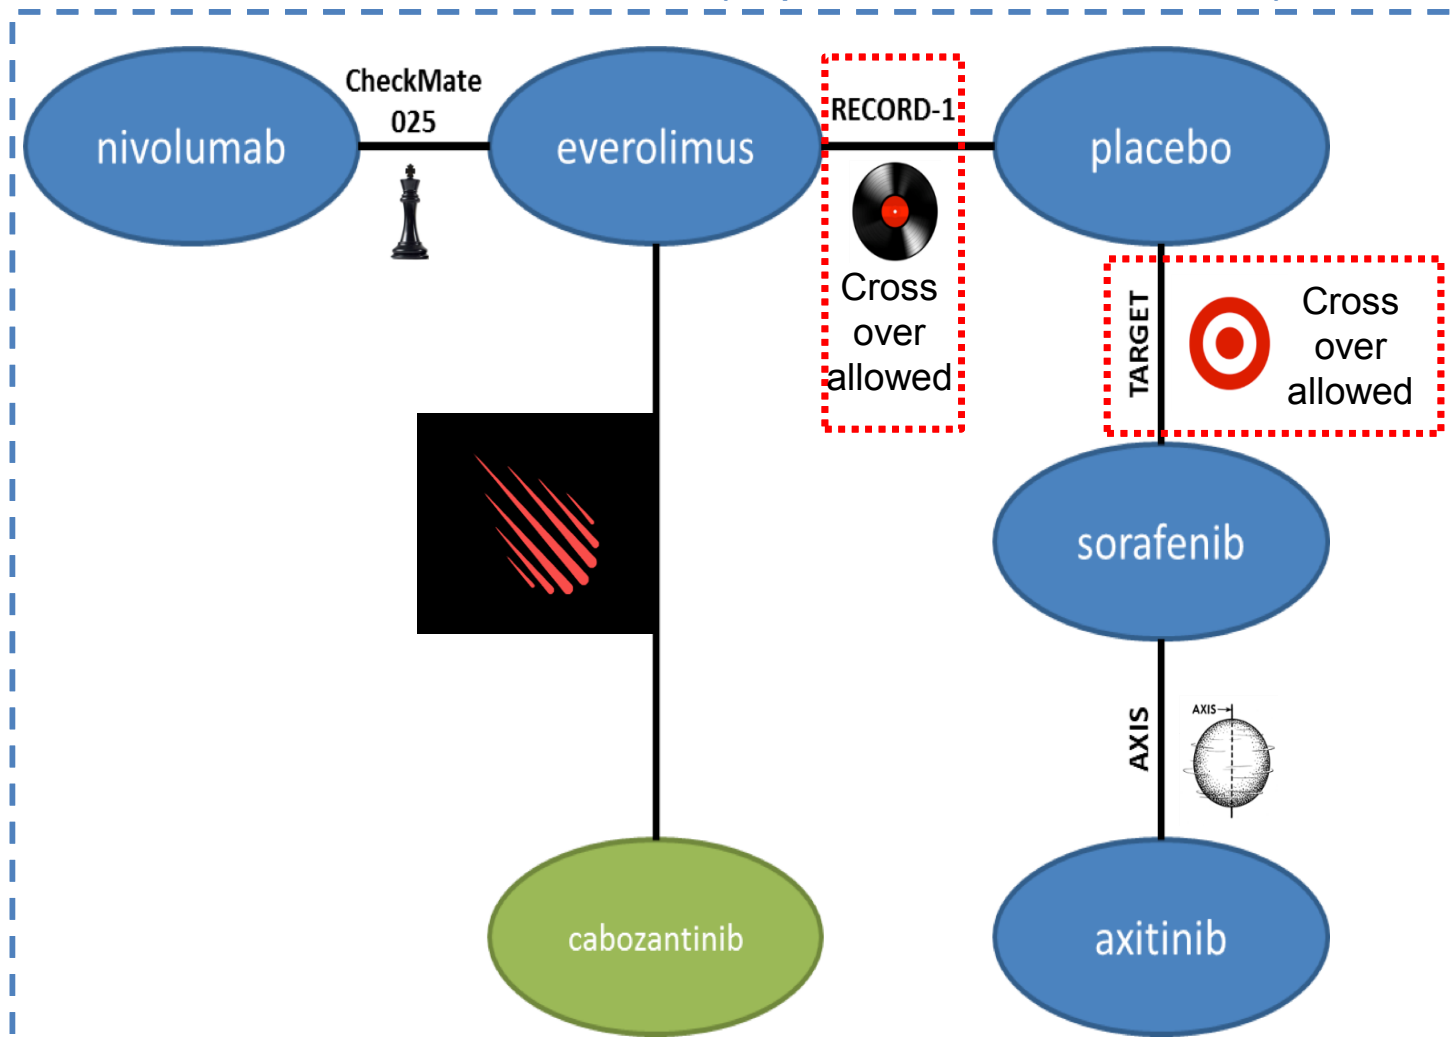 CheckMate
025
RECORD-1
nivolumab
everolimus
placebo
Cross
over
allowed
TARGET
Cross
over
allowed
sorafenib
AXIS
AXIS
cabozantinib
axitinib